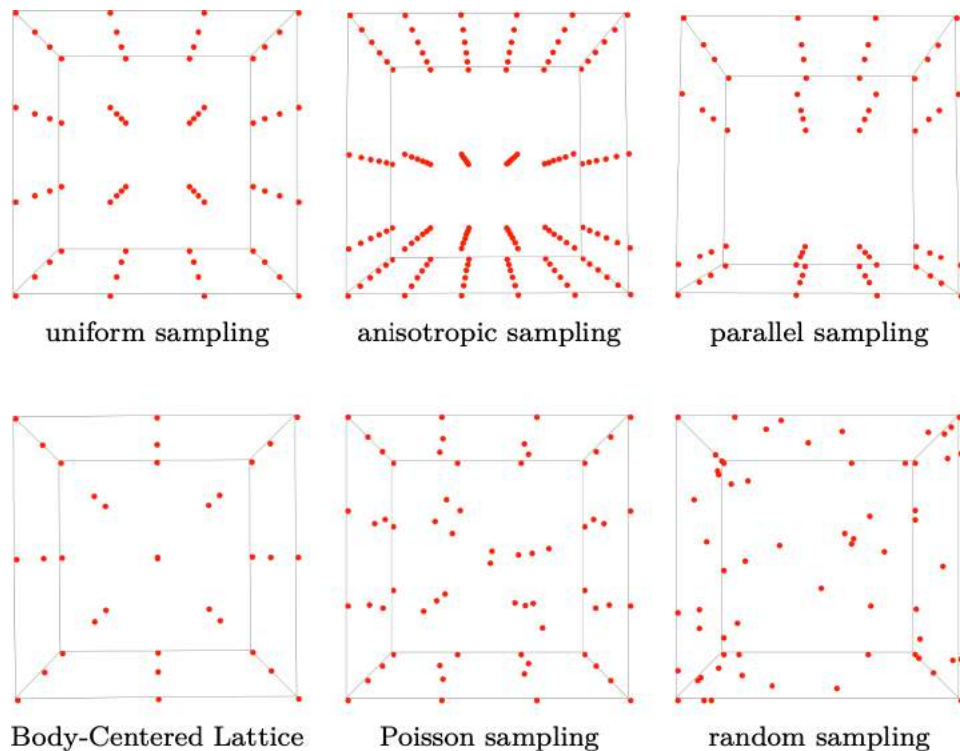 uniform sampling
anisotropic sampling
parallel sampling
Body-Centered Lattice
Poisson sampling
random sampling